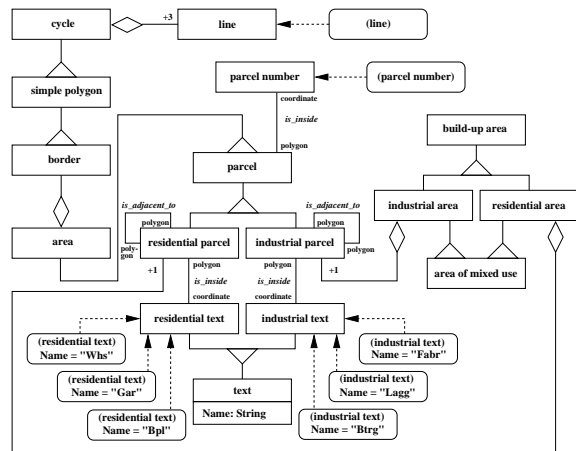 cycle
+3
line
(line)
parcel number
(parcel number)
simple polygon
coordinate
is_inside
build-up area
border
polygon
parcel
is_adjacent_to
is_adjacent_to
industrial area
residential area
polygon
polygon
area
poly-
gon
residential parcel
industrial parcel
polygon
+1
polygon
polygon
+1
area of mixed use
is_inside
is_inside
coordinate
coordinate
residential text
industrial text
(residential text)
Name = "Whs"
(industrial text)
Name = "Fabr"
(residential text)
Name = "Gar"
text
(industrial text)
Name = "Lagg"
Name: String
(residential text)
Name = "Bpl"
(industrial text)
Name = "Btrg"